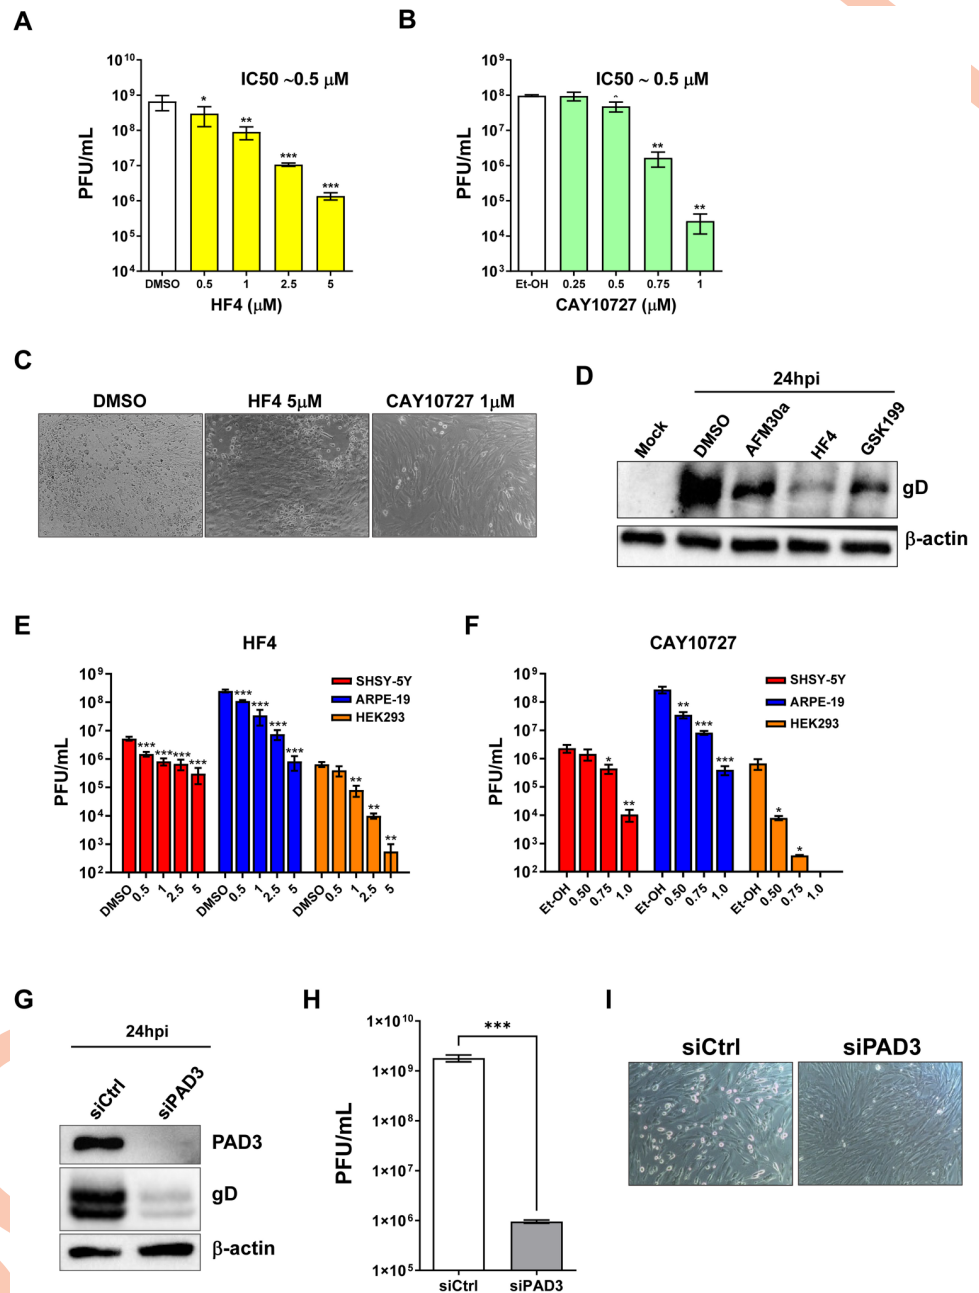 A
B
IC50 ~0.5 μM
PFU/mL
10¹⁰
10⁹
10⁸
10⁷
10⁶
10⁵
10⁴
*
**
***
***
DMSO 0.5 1 2.5 5
HF4 (μM)
IC50 ~ 0.5 μM
PFU/mL
10⁹
10⁸
10⁷
10⁶
10⁵
10⁴
10³
**
**
Et-OH 0.25 0.5 0.75 1
CAY10727 (μM)
C
DMSO HF4 5μM CAY10727 1μM
D
24hpi
Mock DMSO AFM30a HF4 GSK199
gD
β-actin
E
HF4
PFU/mL
10⁹
10⁸
10⁷
10⁶
10⁵
10⁴
10³
10²
SHSY-5Y
ARPE-19
HEK293
*** *** *** ***
*** *** *** ***
** ** **
DMSO 0.5 1 2.5 5 DMSO 0.5 1 2.5 5 DMSO 0.5 1 2.5 5
F
CAY10727
PFU/mL
10⁹
10⁸
10⁷
10⁶
10⁵
10⁴
10³
10²
SHSY-5Y
ARPE-19
HEK293
* **
** *** ***
* *
Et-OH 0.50 0.75 1.0 Et-OH 0.50 0.75 1.0 Et-OH 0.50 0.75 1.0
G
24hpi
siCtrl siPAD3
PAD3
gD
β-actin
H
PFU/mL
1×10¹⁰
1×10⁹
1×10⁸
1×10⁷
1×10⁶
1×10⁵
***
siCtrl siPAD3
I
siCtrl siPAD3